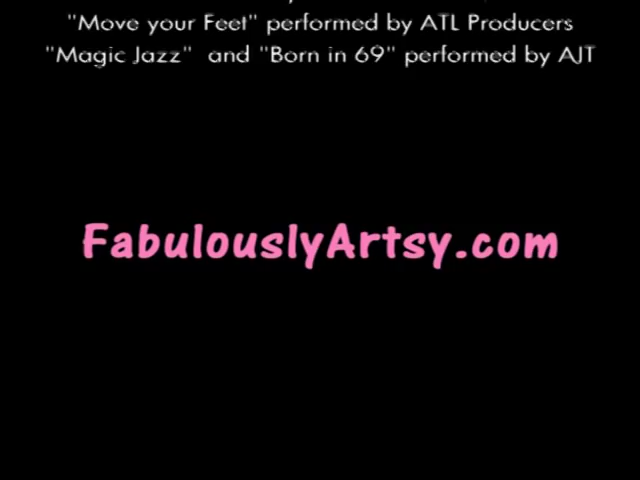 "Move your Feet" performed by ATL Producers
"Magic Jazz" and "Born in 69" performed by AJT
FabulouslyArtsy.com